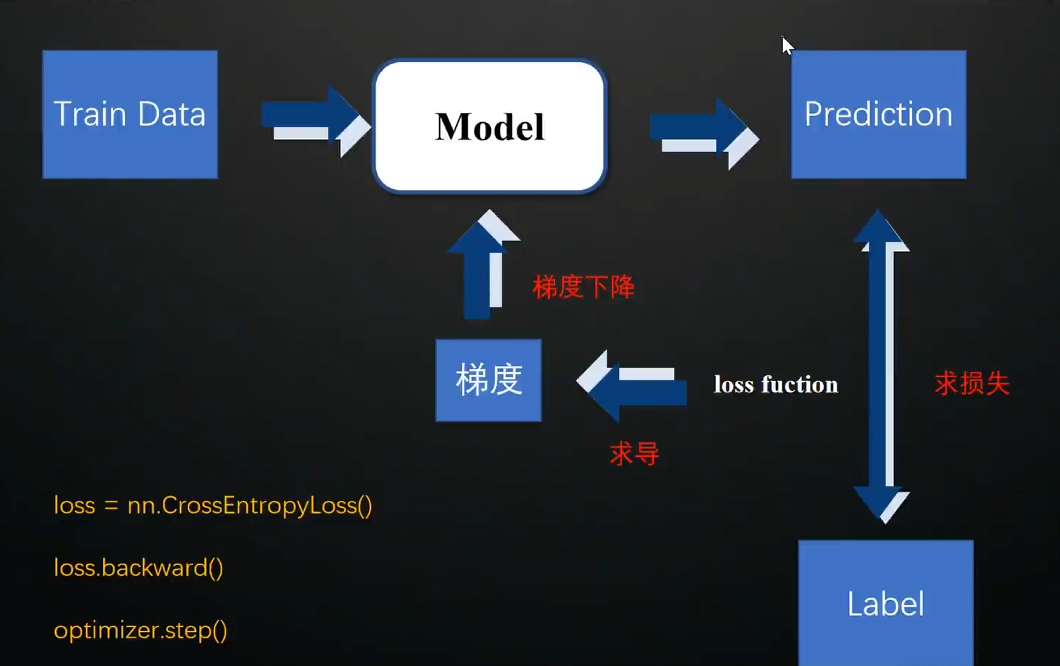 Train Data
Model
Prediction
梯度下降
梯度
loss fuction
求损失
求导
loss = nn.CrossEntropyLoss()
loss.backward()
optimizer.step()
Label